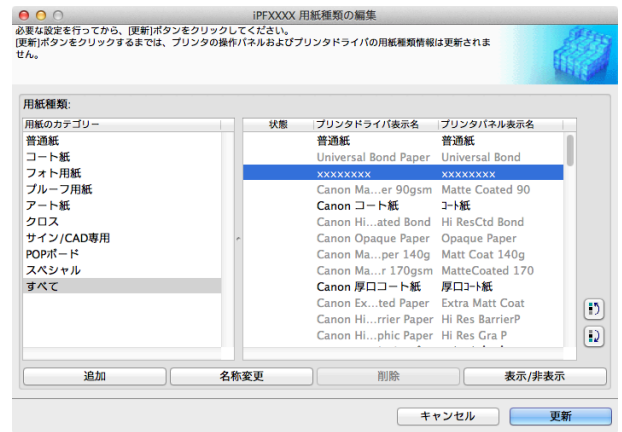 iPFXXXX 用紙種類の編集
必要な設定を行ってから、[更新]ボタンをクリックしてください。
[更新]ボタンをクリックするまでは、プリンタの操作パネルおよびプリンタドライバの用紙種類情報は更新されま
せん。
用紙種類:
用紙のカテゴリー
普通紙
コート紙
フォト用紙
プルーフ用紙
アート紙
クロス
サイン/CAD専用
POPボード
スペシャル
すべて
状態 プリンタドライバ表示名 プリンタパネル表示名
普通紙 普通紙
Universal Bond Paper Universal Bond
xxxxxxxx xxxxxxxx
Canon Ma...er 90gsm Matte Coated 90
Canon コート紙 コート紙
Canon Hi...ated Bond Hi ResCtd Bond
Canon Opaque Paper Opaque Paper
Canon Ma...per 140g Matt Coat 140g
Canon Ma...r 170gsm MatteCoated 170
Canon 厚口コート紙 厚口コート紙
Canon Ex...ted Paper Extra Matt Coat
Canon Hi...rrier Paper Hi Res BarrierP
Canon Hi...phic Paper Hi Res Gra P
追加 名称変更 削除 表示/非表示
キャンセル 更新